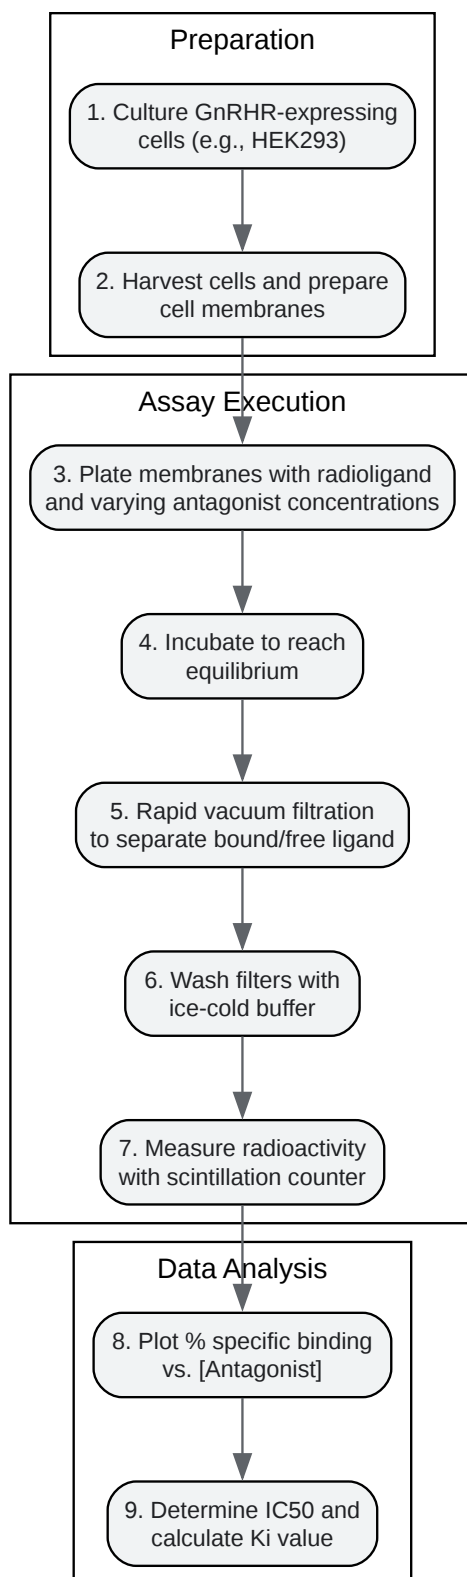 Preparation
1. Culture GnRHR-expressing
cells (e.g., HEK293)
2. Harvest cells and prepare
cell membranes
Assay Execution
3. Plate membranes with radioligand
and varying antagonist concentrations
4. Incubate to reach
equilibrium
5. Rapid vacuum filtration
to separate bound/free ligand
6. Wash filters with
ice-cold buffer
7. Measure radioactivity
with scintillation counter
Data Analysis
8. Plot % specific binding
vs. [Antagonist]
9. Determine IC50 and
calculate Ki value